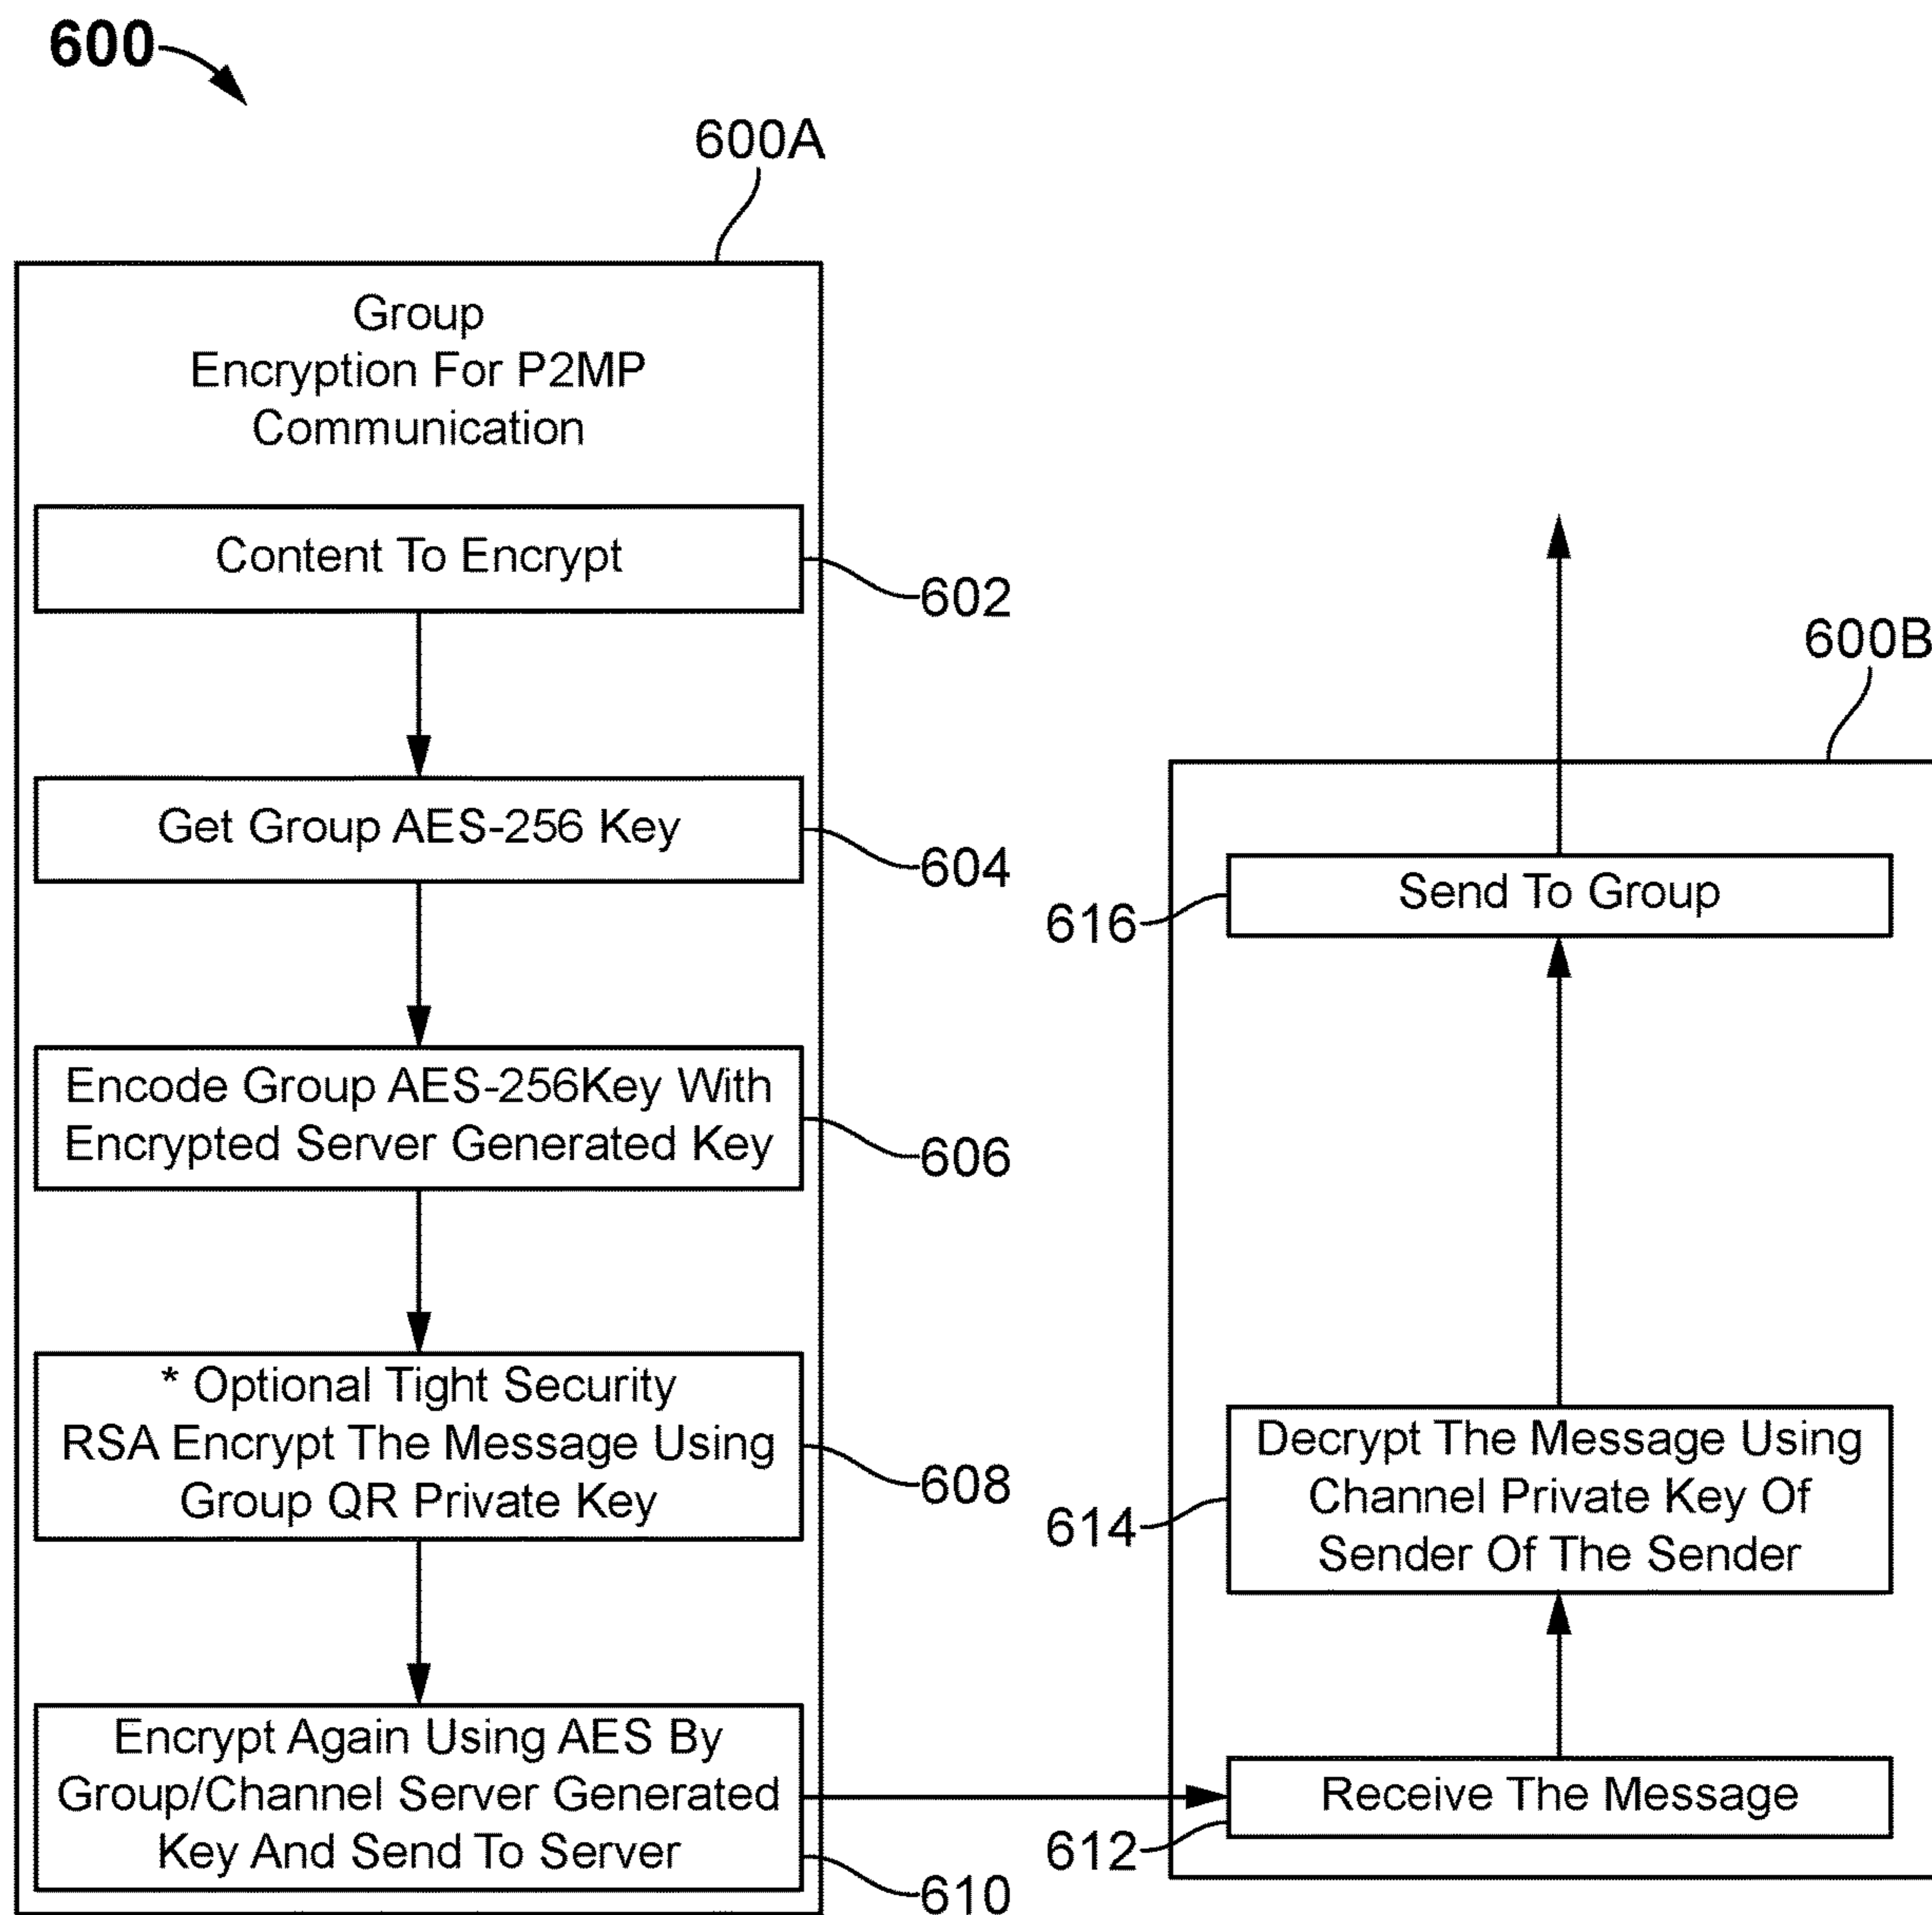 600
600A
Group
Encryption For P2MP
Communication
Content To Encrypt
602
Get Group AES-256 Key
604
Encode Group AES-256Key With
Encrypted Server Generated Key
606
* Optional Tight Security
RSA Encrypt The Message Using
Group QR Private Key
608
Encrypt Again Using AES By
Group/Channel Server Generated
Key And Send To Server
610
600B
Send To Group
616
Decrypt The Message Using
Channel Private Key Of
Sender Of The Sender
614
Receive The Message
612